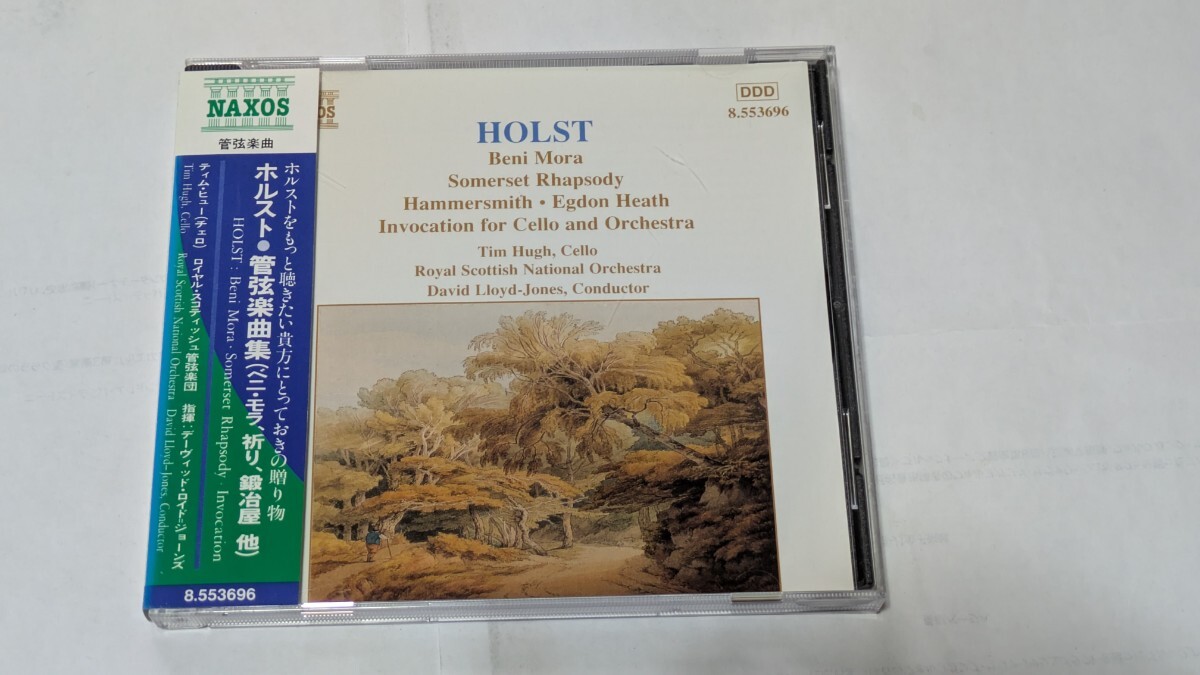 NAXOS
管弦楽曲
ホルストをもっと聴きたい貴方にとっておきの贈り物
ホルスト●管弦楽曲集(ベニ・モラ、祈り、鍛冶屋 他)
HOLST : Beni Mora · Somerset Rhapsody · Invocation
ティム・ヒュー(チェロ) ロイヤル・スコティッシュ管弦楽団 指揮:デーヴィッド・ロイド=ジョーンズ
Tim Hugh, Cello Royal Scottish National Orchestra David Lloyd-Jones, Conductor
8.553696
OS
DDD
8.553696
HOLST
Beni Mora
Somerset Rhapsody
Hammersmith • Egdon Heath
Invocation for Cello and Orchestra
Tim Hugh, Cello
Royal Scottish National Orchestra
David Lloyd-Jones, Conductor